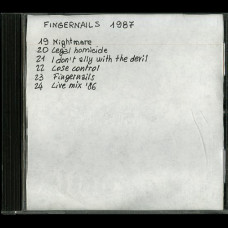 FINGERNAILS 1987
19 Nightmare
20 Legal homicide
21 I don't ally with the devil
22 Lose control
23 Fingernails
24 Live mix '86